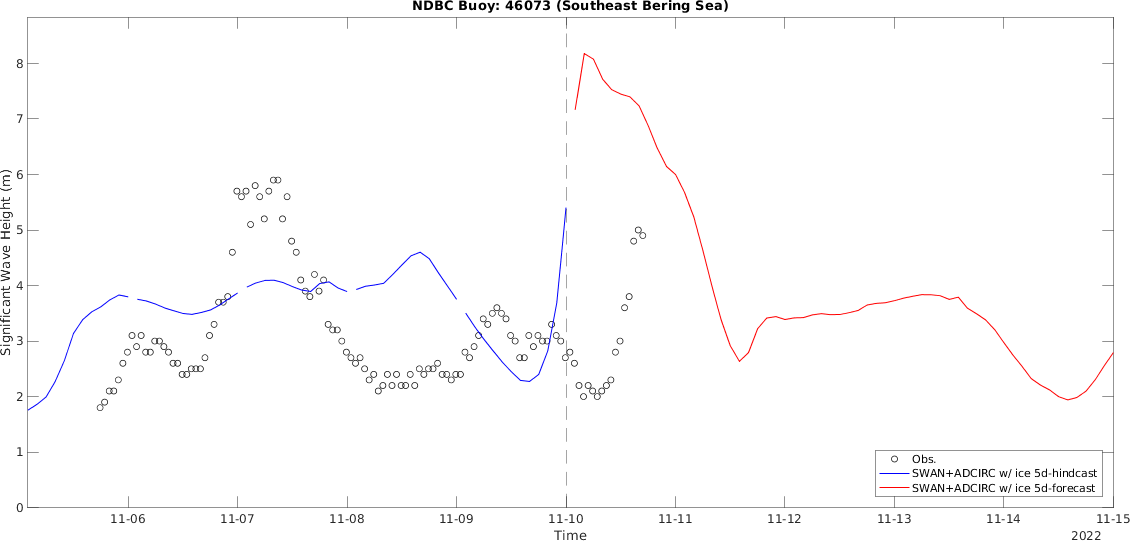 NDBC Buoy: 46073 (Southeast Bering Sea)
Significant Wave Height (m)
8
7
6
5
4
3
2
1
0
Obs.
SWAN+ADCIRC w/ ice 5d-hindcast
SWAN+ADCIRC w/ ice 5d-forecast
11-06 11-07 11-08 11-09 11-10 11-11 11-12 11-13 11-14 11-15
Time
2022